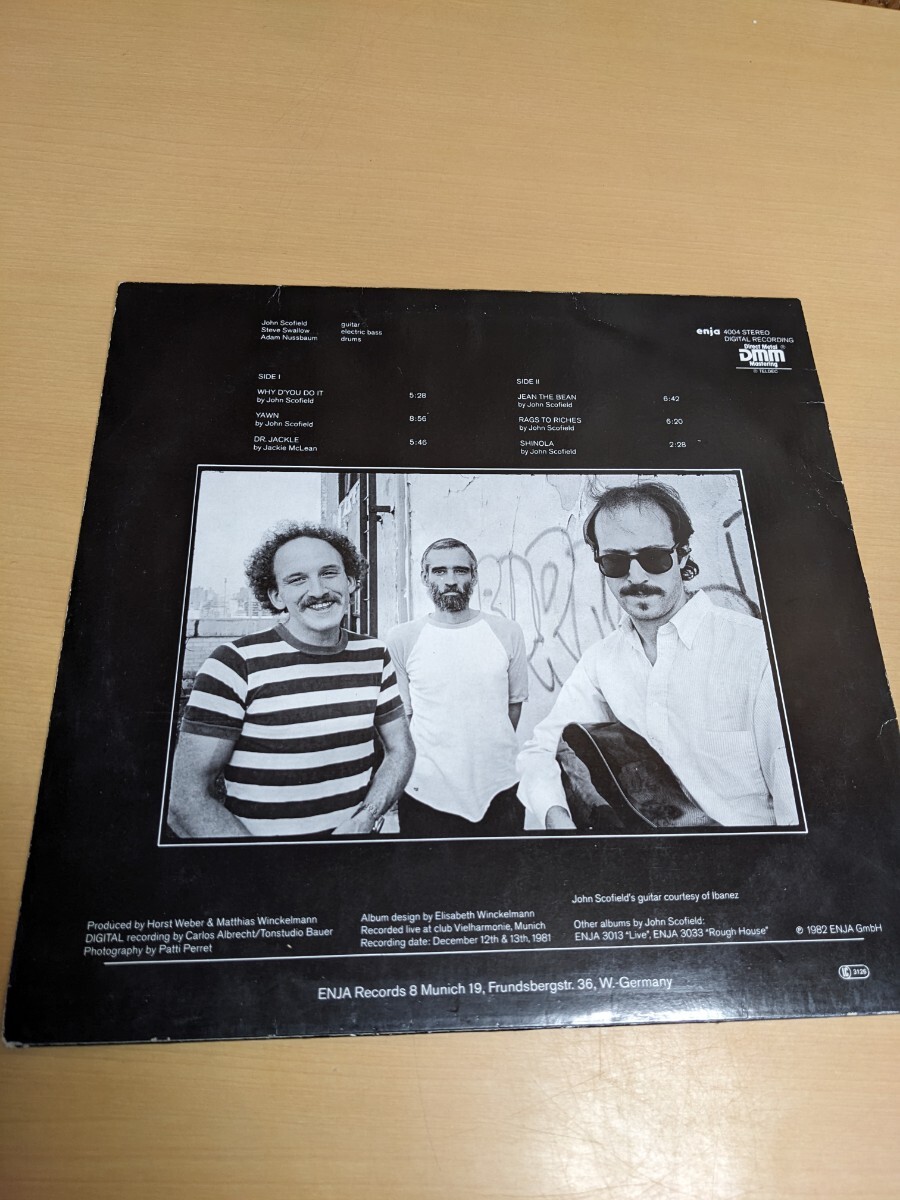 John Scofield guitar
Steve Swallow electric bass
Adam Nussbaum drums
enja 4004 STEREO
DIGITAL RECORDING
Direct Metal ®
DMM
Mastering
® TELDEC
SIDE I
WHY D'YOU DO IT 5:28
by John Scofield
YAWN 8:56
by John Scofield
DR. JACKLE 5:46
by Jackie McLean
SIDE II
JEAN THE BEAN 6:42
by John Scofield
RAGS TO RICHES 6:20
by John Scofield
SHINOLA 2:28
by John Scofield
Produced by Horst Weber & Matthias Winckelmann
DIGITAL recording by Carlos Albrecht/Tonstudio Bauer
Photography by Patti Perret
Album design by Elisabeth Winckelmann
Recorded live at club Vielharmonie, Munich
Recording date: December 12th & 13th, 1981
John Scofield's guitar courtesy of Ibanez
Other albums by John Scofield:
ENJA 3013 "Live", ENJA 3033 "Rough House"
℗ 1982 ENJA GmbH
LC 3126
ENJA Records 8 Munich 19, Frundsbergstr. 36, W.-Germany